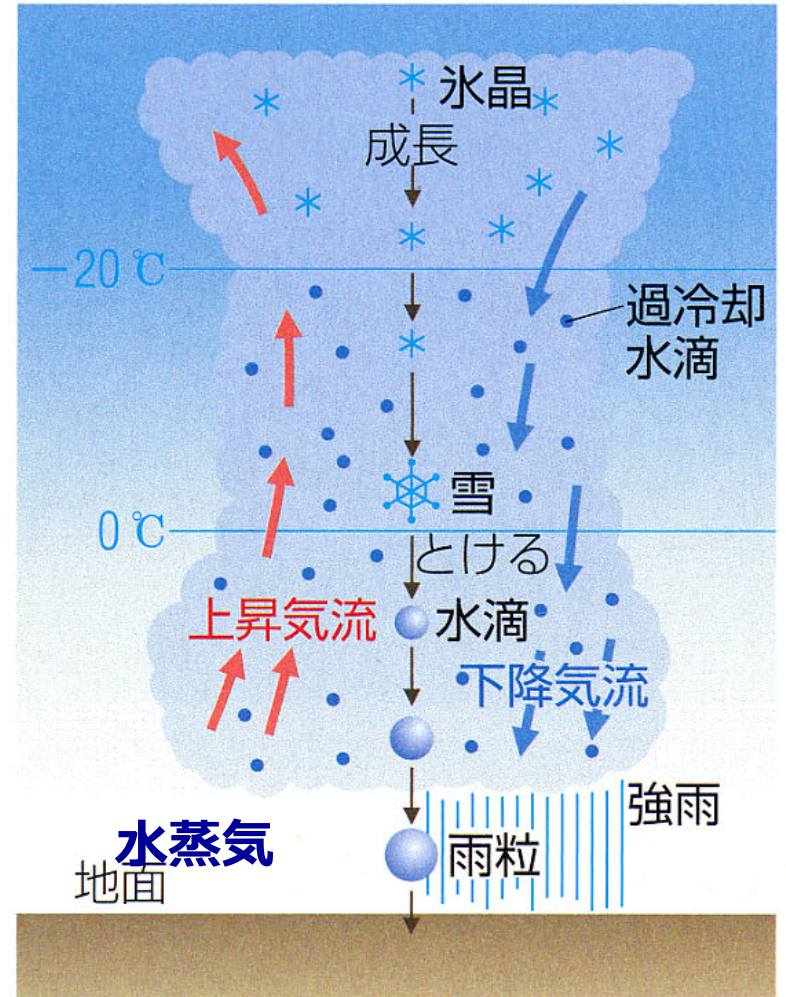 氷晶
成長
−20℃
過冷却
水滴
雪
0℃
とける
上昇気流
水滴
下降気流
強雨
水蒸気
雨粒
地面